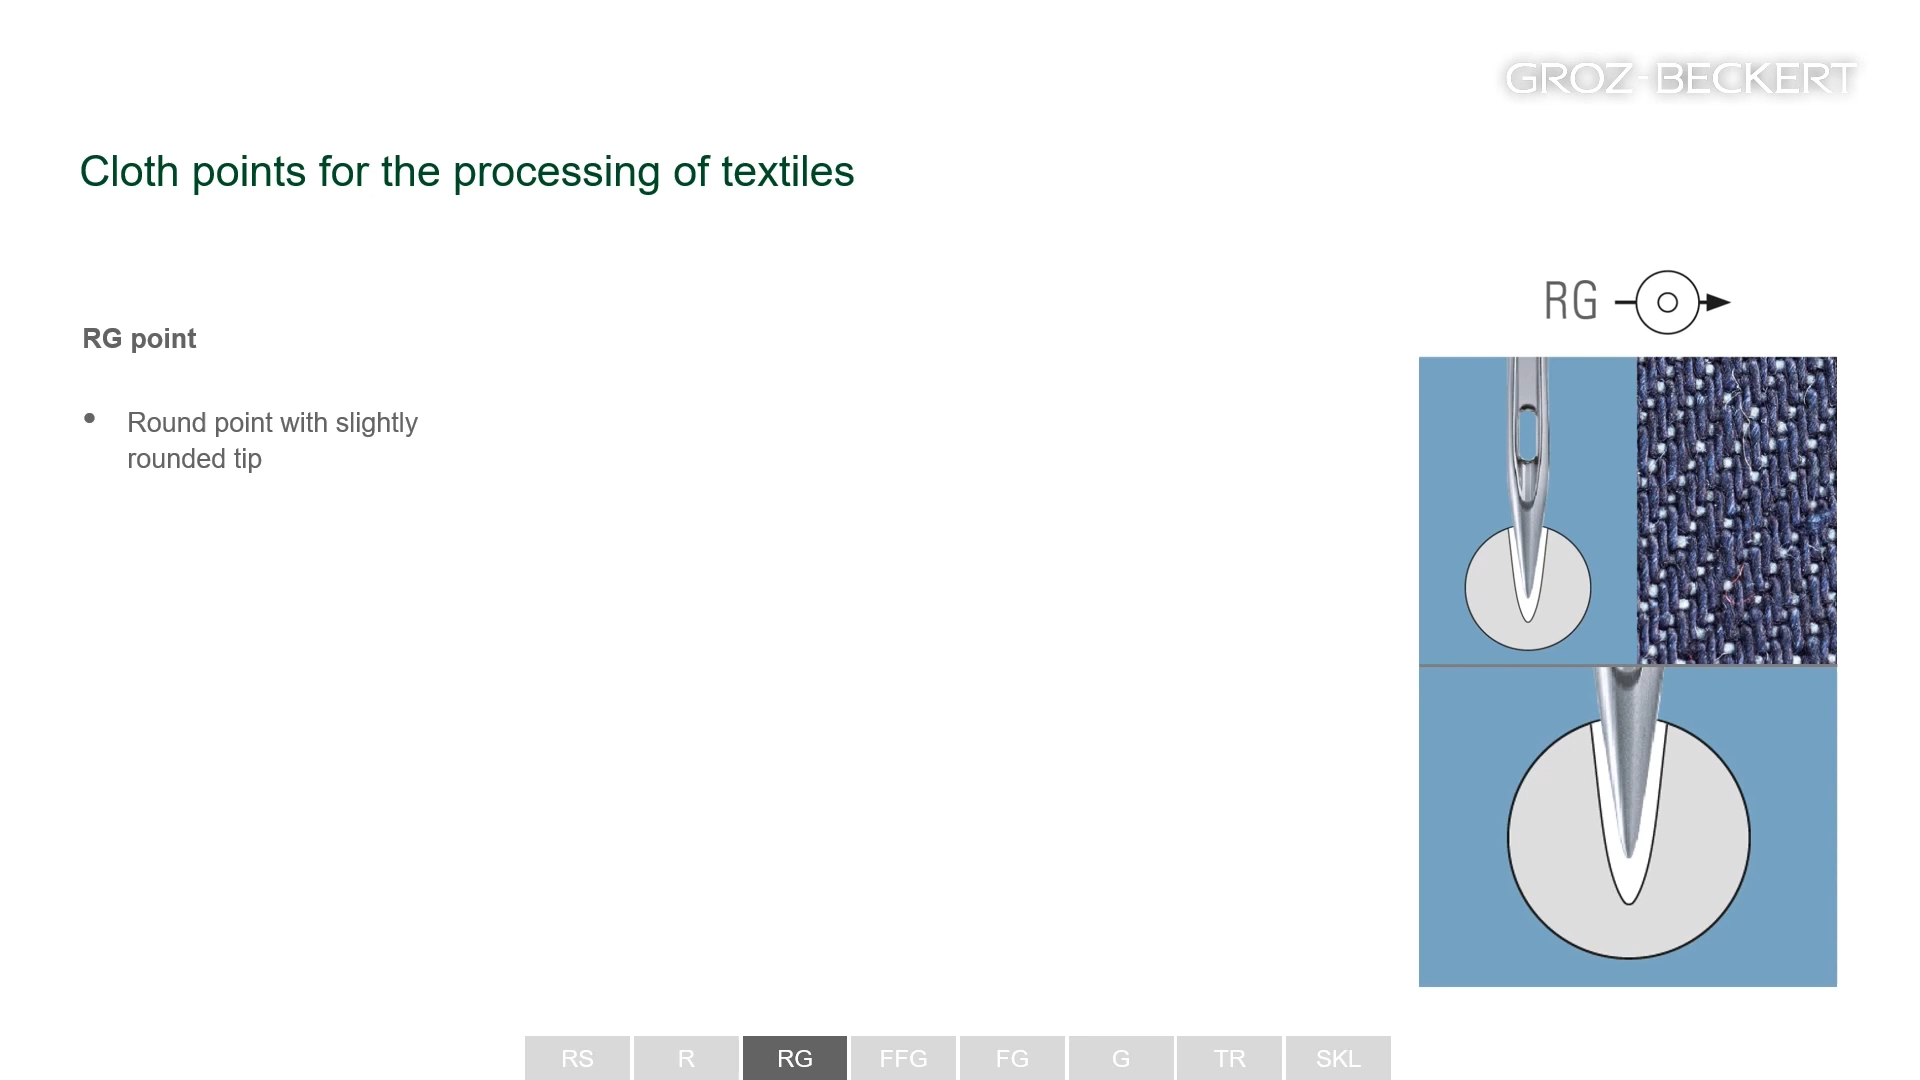 GROZ-BECKERT
Cloth points for the processing of textiles
RG
RG point
• Round point with slightly
rounded tip
RS R RG FFG FG G TR SKL